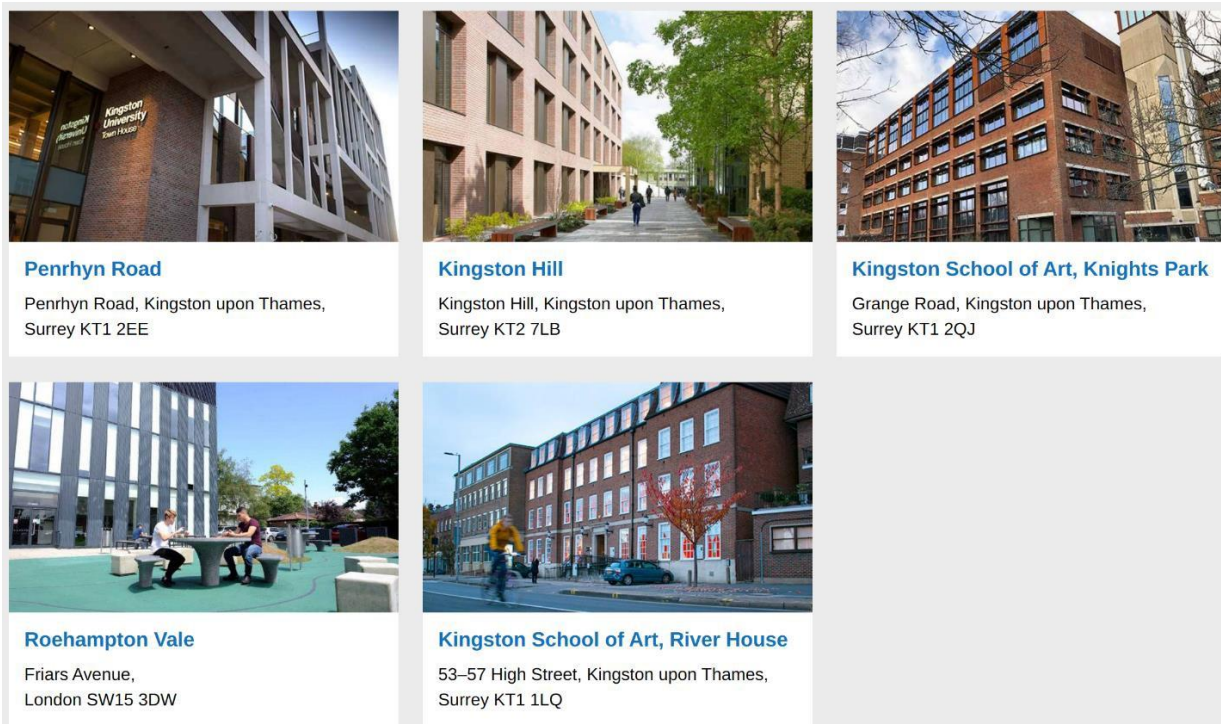 Kingston
University
Town House
Penrhyn Road
Penrhyn Road, Kingston upon Thames,
Surrey KT1 2EE
Kingston Hill
Kingston Hill, Kingston upon Thames,
Surrey KT2 7LB
Kingston School of Art, Knights Park
Grange Road, Kingston upon Thames,
Surrey KT1 2QJ
Roehampton Vale
Friars Avenue,
London SW15 3DW
Kingston School of Art, River House
53–57 High Street, Kingston upon Thames,
Surrey KT1 1LQ